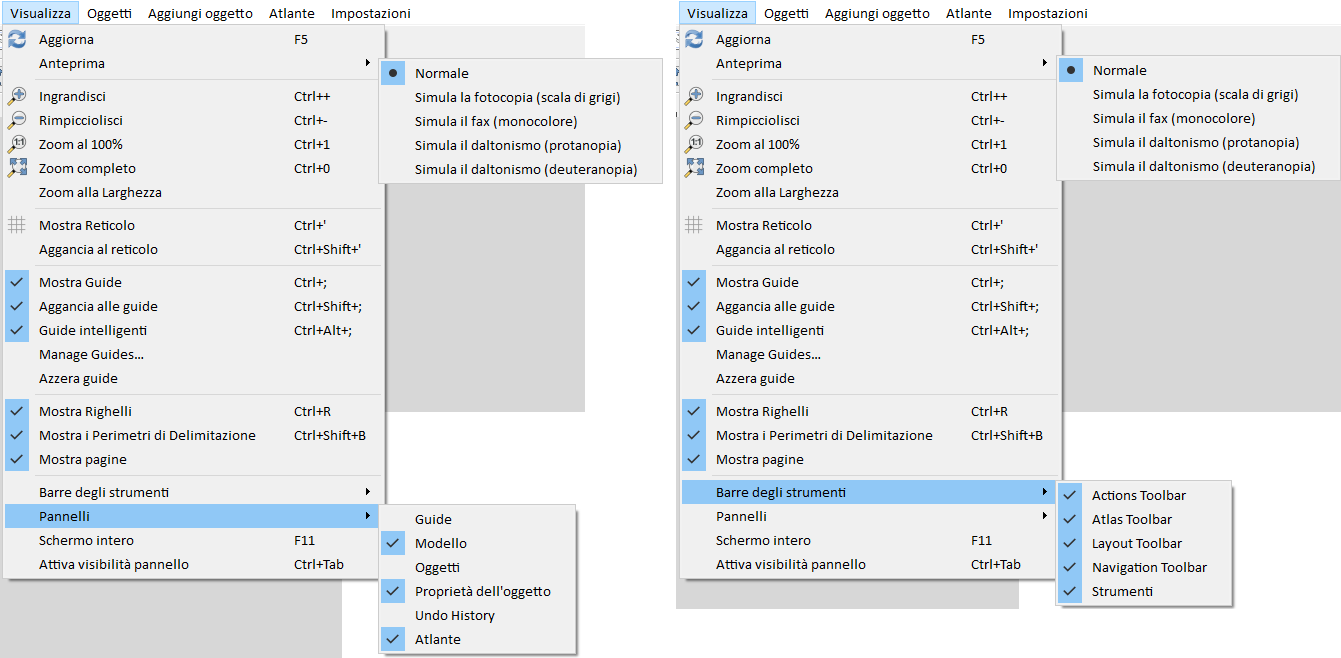 Visualizza Oggetti Aggiungi oggetto Atlante Impostazioni
Aggiorna F5
Anteprima
Normale
Simula la fotocopia (scala di grigi)
Simula il fax (monocolore)
Simula il daltonismo (protanopia)
Simula il daltonismo (deuteranopia)
Ingrandisci Ctrl++
Rimpicciolisci Ctrl+-
Zoom al 100% Ctrl+1
Zoom completo Ctrl+0
Zoom alla Larghezza
Mostra Reticolo Ctrl+'
Aggancia al reticolo Ctrl+Shift+'
Mostra Guide Ctrl+;
Aggancia alle guide Ctrl+Shift+;
Guide intelligenti Ctrl+Alt+;
Manage Guides...
Azzera guide
Mostra Righelli Ctrl+R
Mostra i Perimetri di Delimitazione Ctrl+Shift+B
Mostra pagine
Barre degli strumenti
Pannelli
Schermo intero F11
Attiva visibilità pannello Ctrl+Tab
Guide
Modello
Oggetti
Proprietà dell'oggetto
Undo History
Atlante
Visualizza Oggetti Aggiungi oggetto Atlante Impostazioni
Aggiorna F5
Anteprima
Normale
Simula la fotocopia (scala di grigi)
Simula il fax (monocolore)
Simula il daltonismo (protanopia)
Simula il daltonismo (deuteranopia)
Ingrandisci Ctrl++
Rimpicciolisci Ctrl+-
Zoom al 100% Ctrl+1
Zoom completo Ctrl+0
Zoom alla Larghezza
Mostra Reticolo Ctrl+'
Aggancia al reticolo Ctrl+Shift+'
Mostra Guide Ctrl+;
Aggancia alle guide Ctrl+Shift+;
Guide intelligenti Ctrl+Alt+;
Manage Guides...
Azzera guide
Mostra Righelli Ctrl+R
Mostra i Perimetri di Delimitazione Ctrl+Shift+B
Mostra pagine
Barre degli strumenti
Pannelli
Schermo intero F11
Attiva visibilità pannello Ctrl+Tab
Actions Toolbar
Atlas Toolbar
Layout Toolbar
Navigation Toolbar
Strumenti